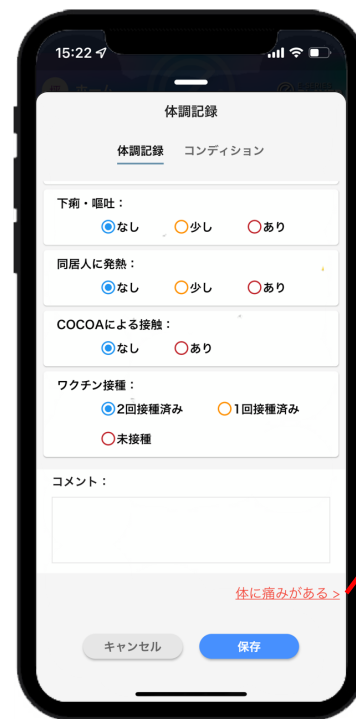 15:22
体調記録
体調記録 コンディション
下痢・嘔吐：
なし 少し あり
同居人に発熱：
なし 少し あり
COCOAによる接触：
なし あり
ワクチン接種：
2回接種済み 1回接種済み
未接種
コメント：
体に痛みがある >
キャンセル 保存